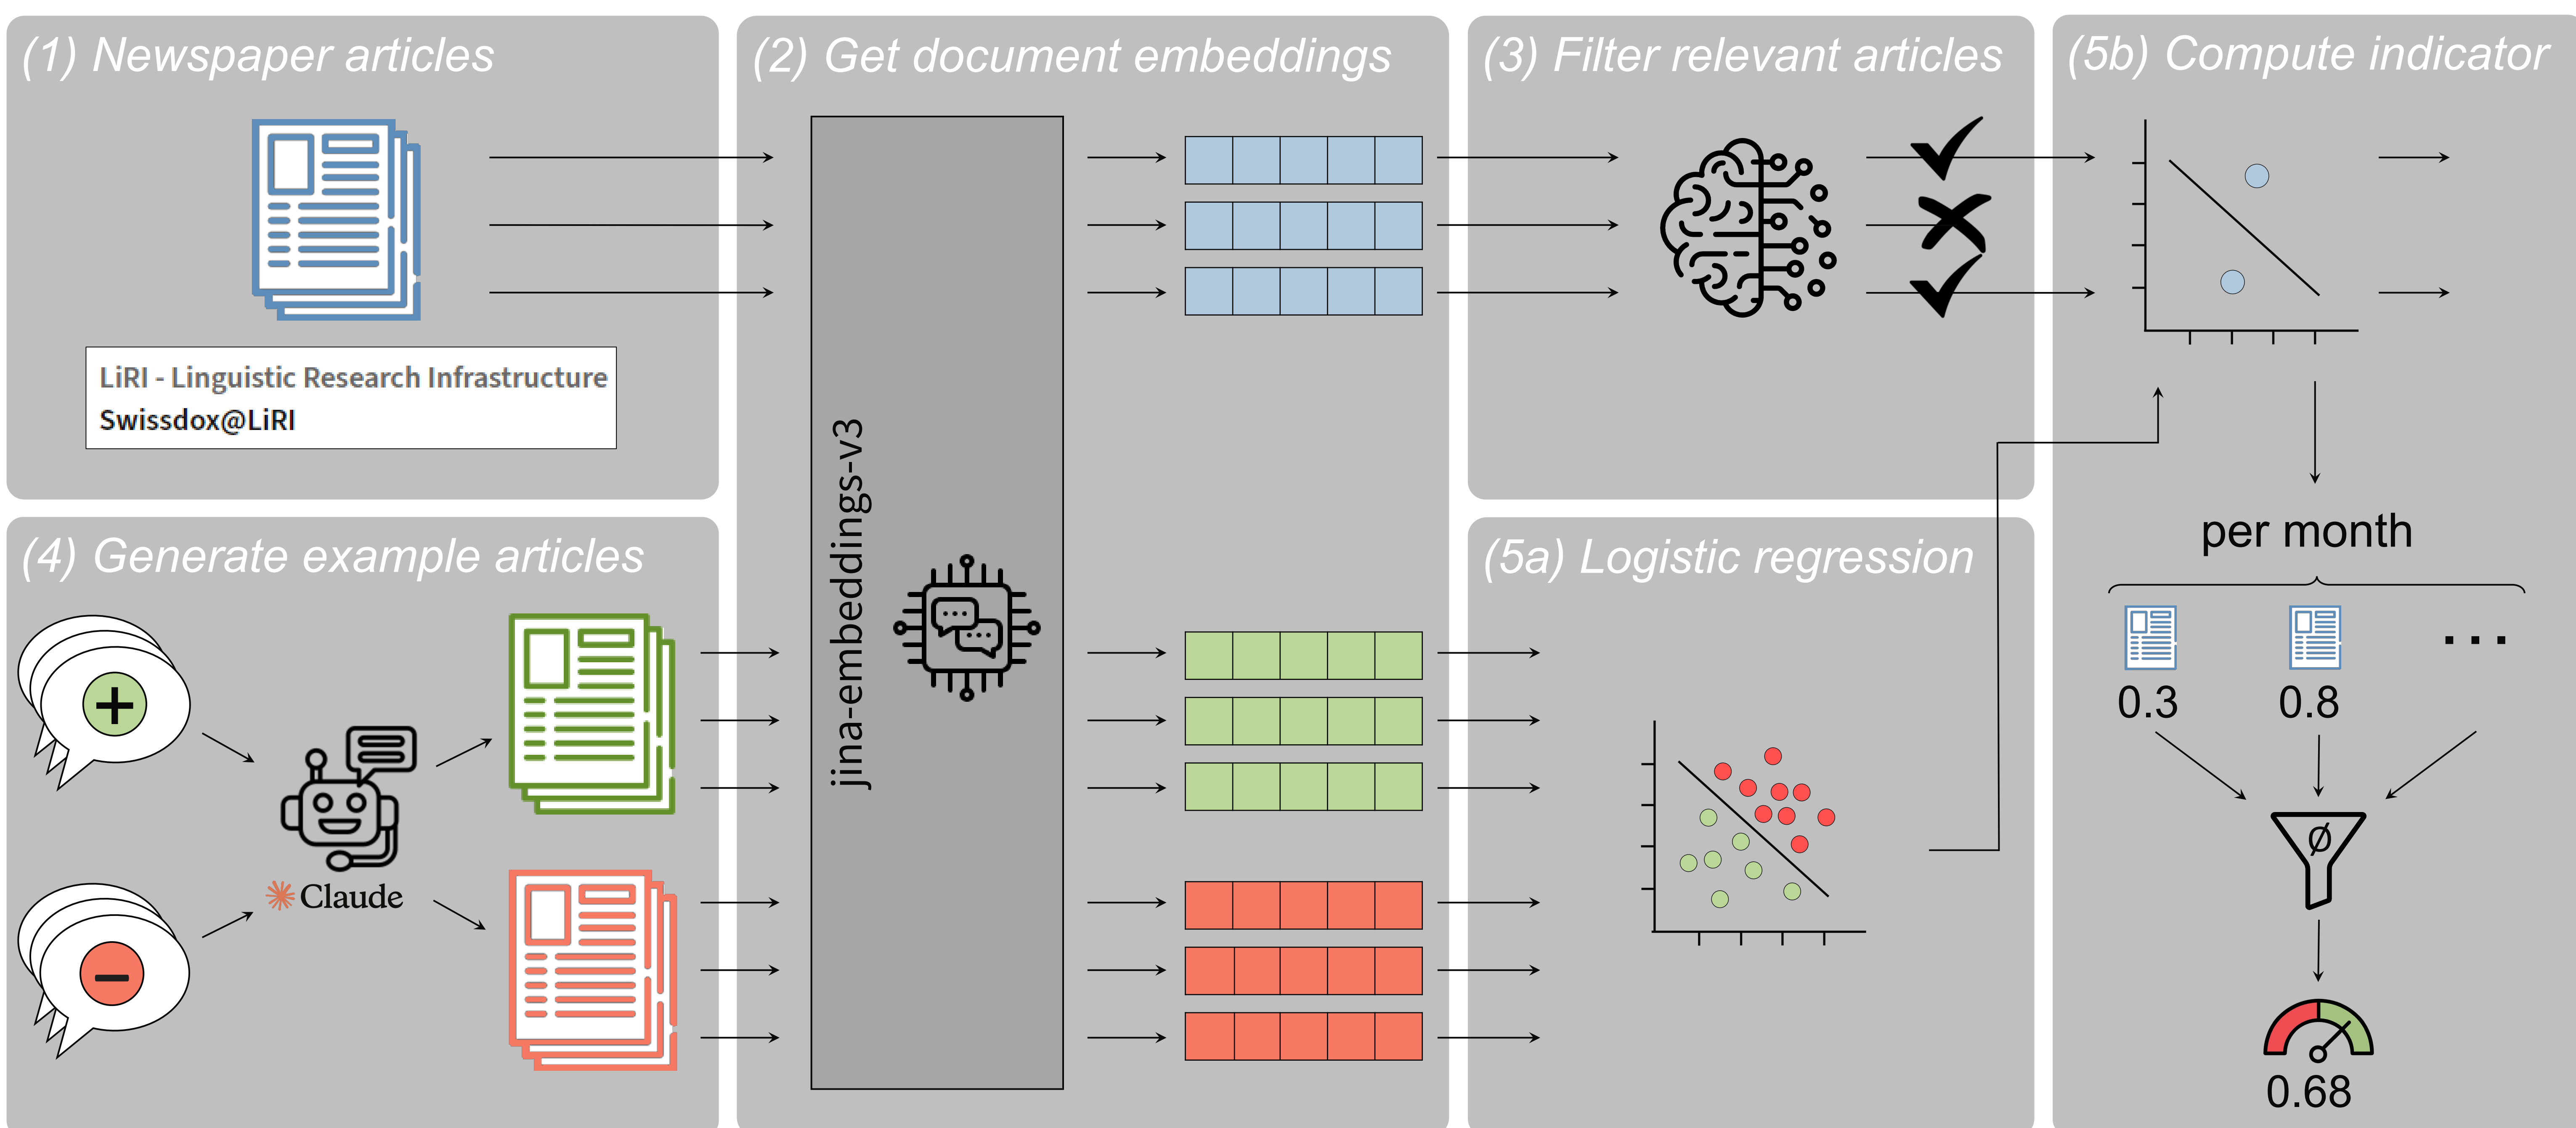 (1) Newspaper articles
LiRI - Linguistic Research Infrastructure
Swissdox@LiRI
(2) Get document embeddings
jina-embeddings-v3
(3) Filter relevant articles
(4) Generate example articles
+
Claude
−
(5a) Logistic regression
(5b) Compute indicator
per month
...
0.3
0.8
Ø
0.68